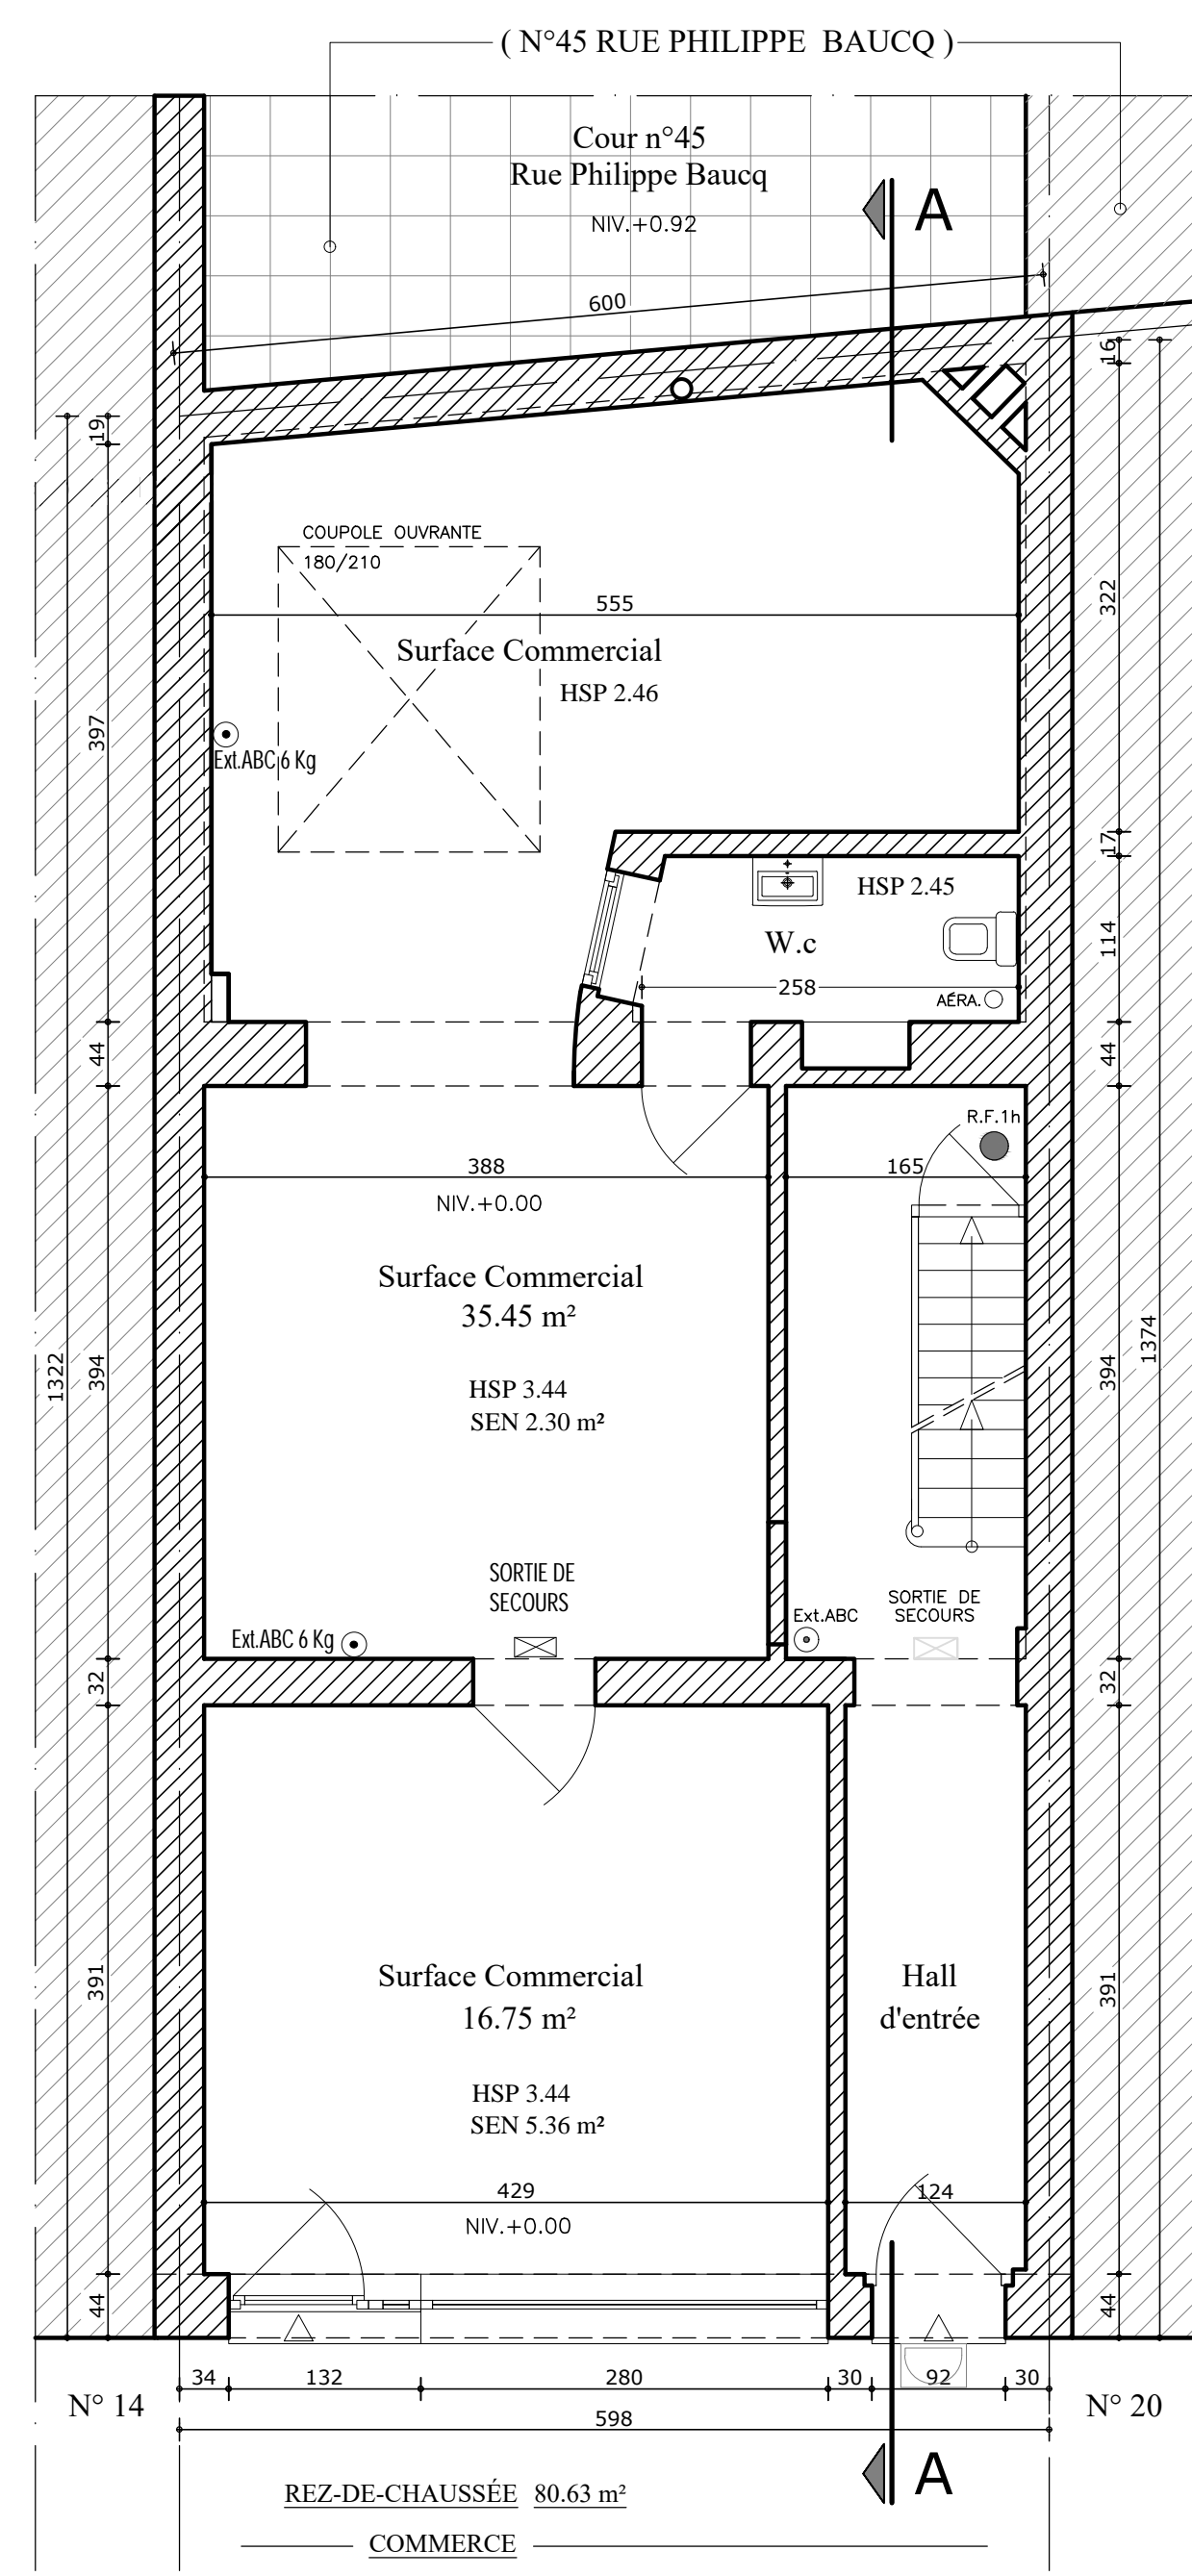 ( N°45 RUE PHILIPPE BAUCQ )
Cour n°45
Rue Philippe Baucq
NIV.+0.92
A
600
16
19
COUPOLE OUVRANTE
180/210
555
322
Surface Commercial
HSP 2.46
397
Ext.ABC 6 Kg
17
HSP 2.45
W.c
114
258
AÉRA.
44
44
R.F.1h
388
165
NIV.+0.00
Surface Commercial
35.45 m²
1322
394
394
1374
HSP 3.44
SEN 2.30 m²
SORTIE DE
SECOURS
SORTIE DE
SECOURS
Ext.ABC
Ext.ABC 6 Kg
32
32
Surface Commercial
16.75 m²
Hall
d'entrée
391
391
HSP 3.44
SEN 5.36 m²
429
124
NIV.+0.00
44
44
34
132
280
30
92
30
N° 14
N° 20
598
A
REZ-DE-CHAUSSÉE 80.63 m²
COMMERCE